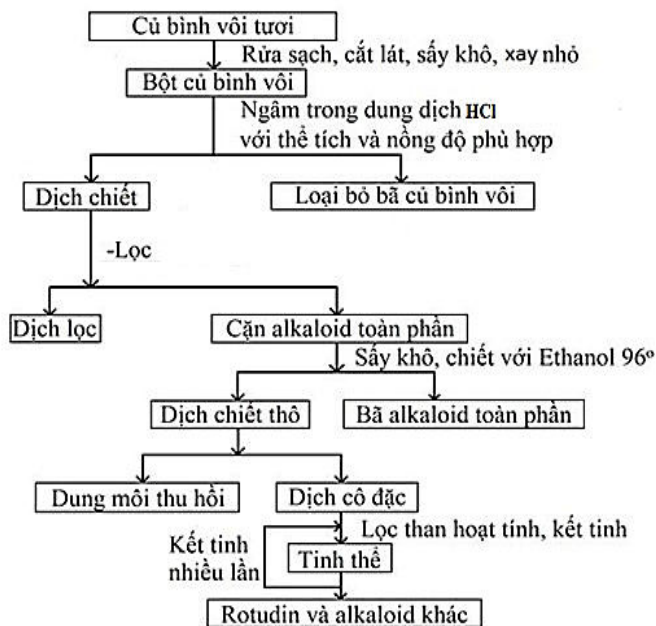 Củ bình vôi tươi
Rửa sạch, cắt lát, sấy khô, xay nhỏ
Bột củ bình vôi
Ngâm trong dung dịch HCl
với thể tích và nồng độ phù hợp
Dịch chiết
Loại bỏ bã củ bình vôi
-Lọc
Dịch lọc
Cặn alkaloid toàn phần
Sấy khô, chiết với Ethanol 96º
Dịch chiết thô
Bã alkaloid toàn phần
Dung môi thu hồi
Dịch cô đặc
Lọc than hoạt tính, kết tinh
Kết tinh
nhiều lần
Tinh thể
Rotudin và alkaloid khác